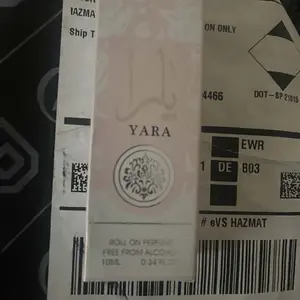 IAZMA
Ship T
ON ONLY
4466
DOT-SP 21015
يارا
YARA
EWR
1 DE 803
ROLL ON PERFUME
FREE FROM ALCOHOL
10ML 0.34 FL.
# eVS HAZMAT